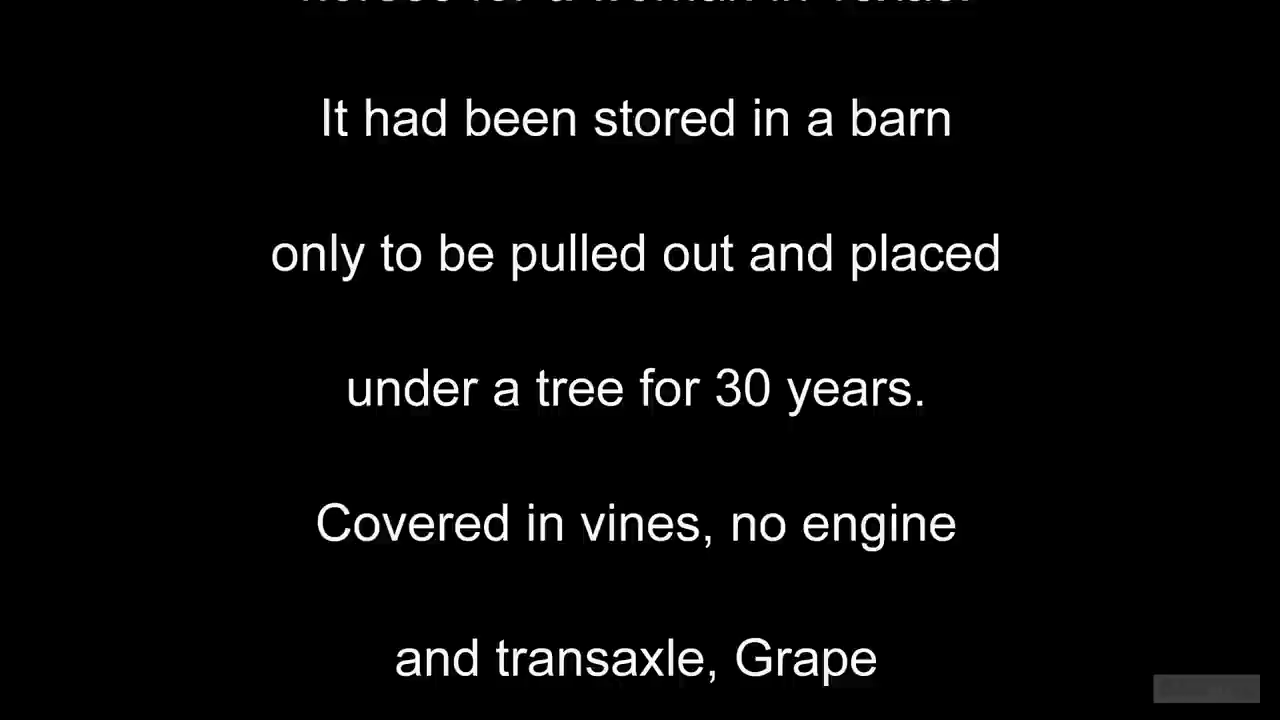 It had been stored in a barn
only to be pulled out and placed
under a tree for 30 years.
Covered in vines, no engine
and transaxle, Grape